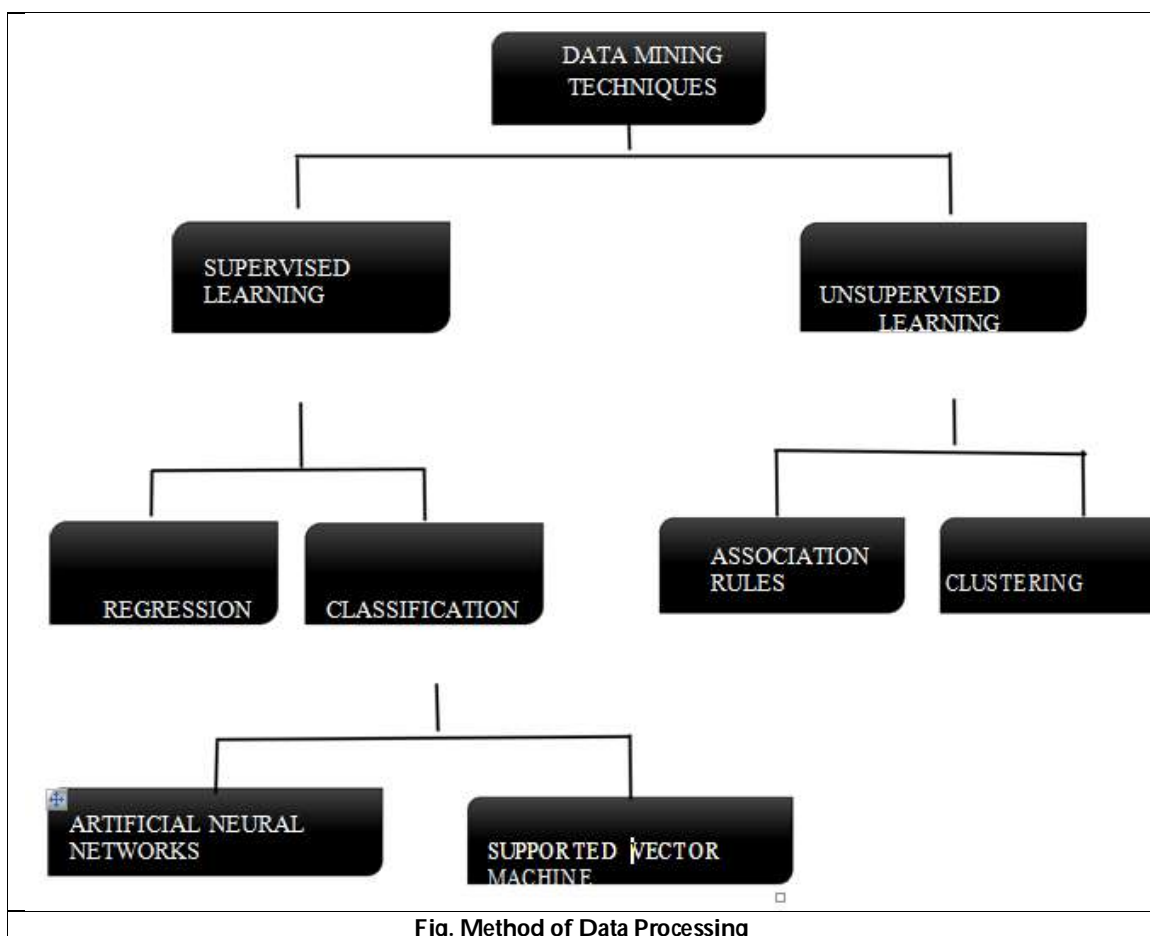 DATA MINING
TECHNIQUES
SUPERVISED
LEARNING
UNSUPERVISED
LEARNING
REGRESSION
CLASSIFICATION
ASSOCIATION
RULES
CLUSTERING
ARTIFICIAL NEURAL
NETWORKS
SUPPORTED VECTOR
MACHINE
Fig. Method of Data Processing